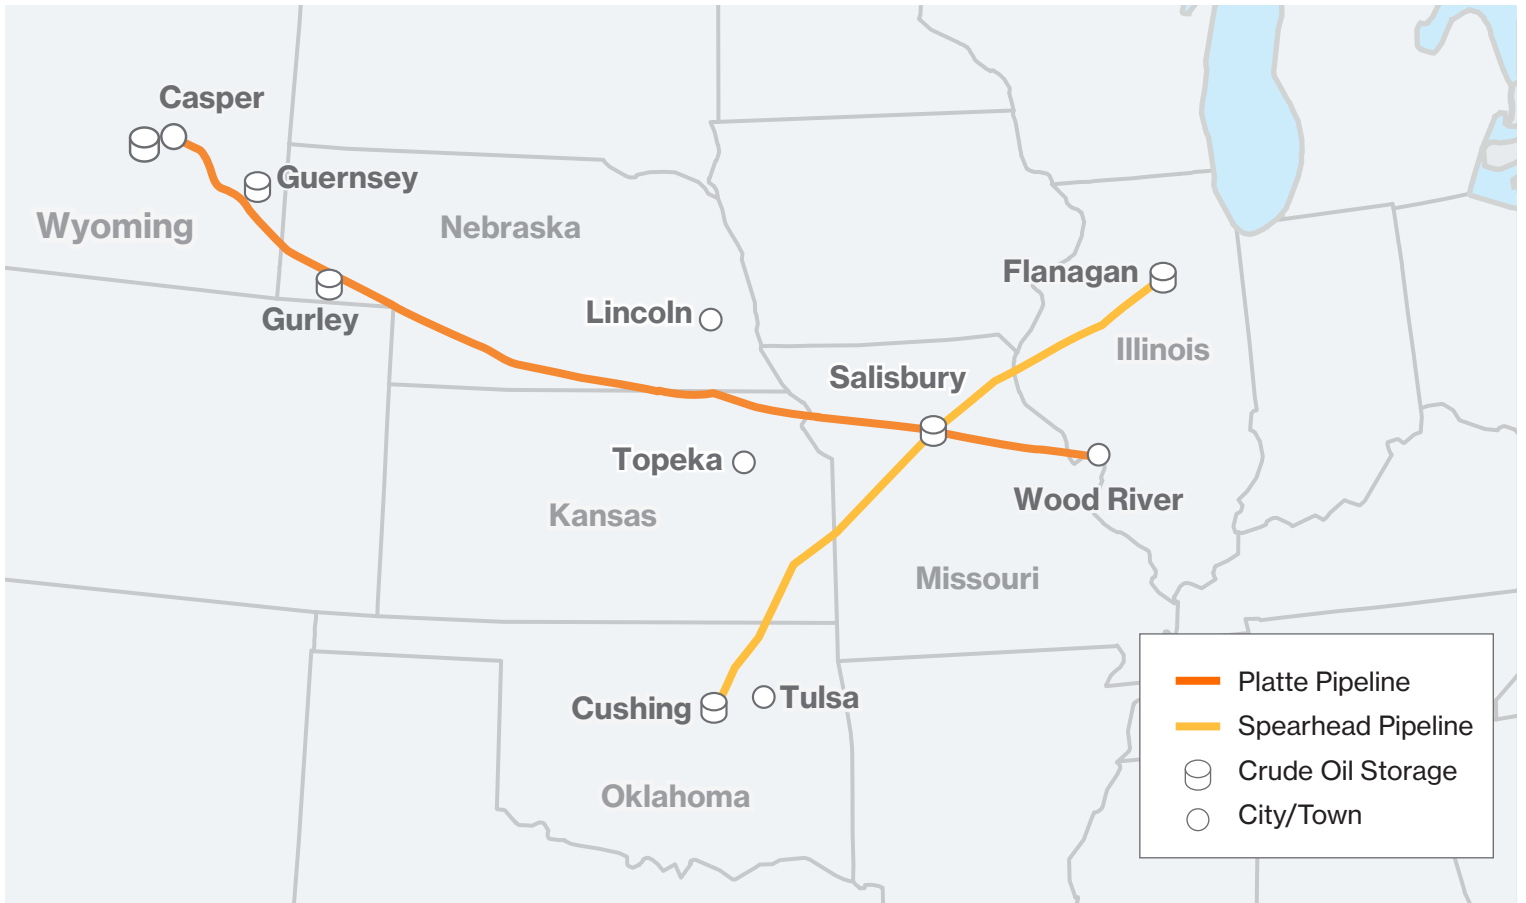 Casper
Guernsey
Wyoming
Nebraska
Flanagan
Gurley
Lincoln
Illinois
Salisbury
Topeka
Wood River
Kansas
Missouri
Cushing
Tulsa
Oklahoma
Platte Pipeline
Spearhead Pipeline
Crude Oil Storage
City/Town